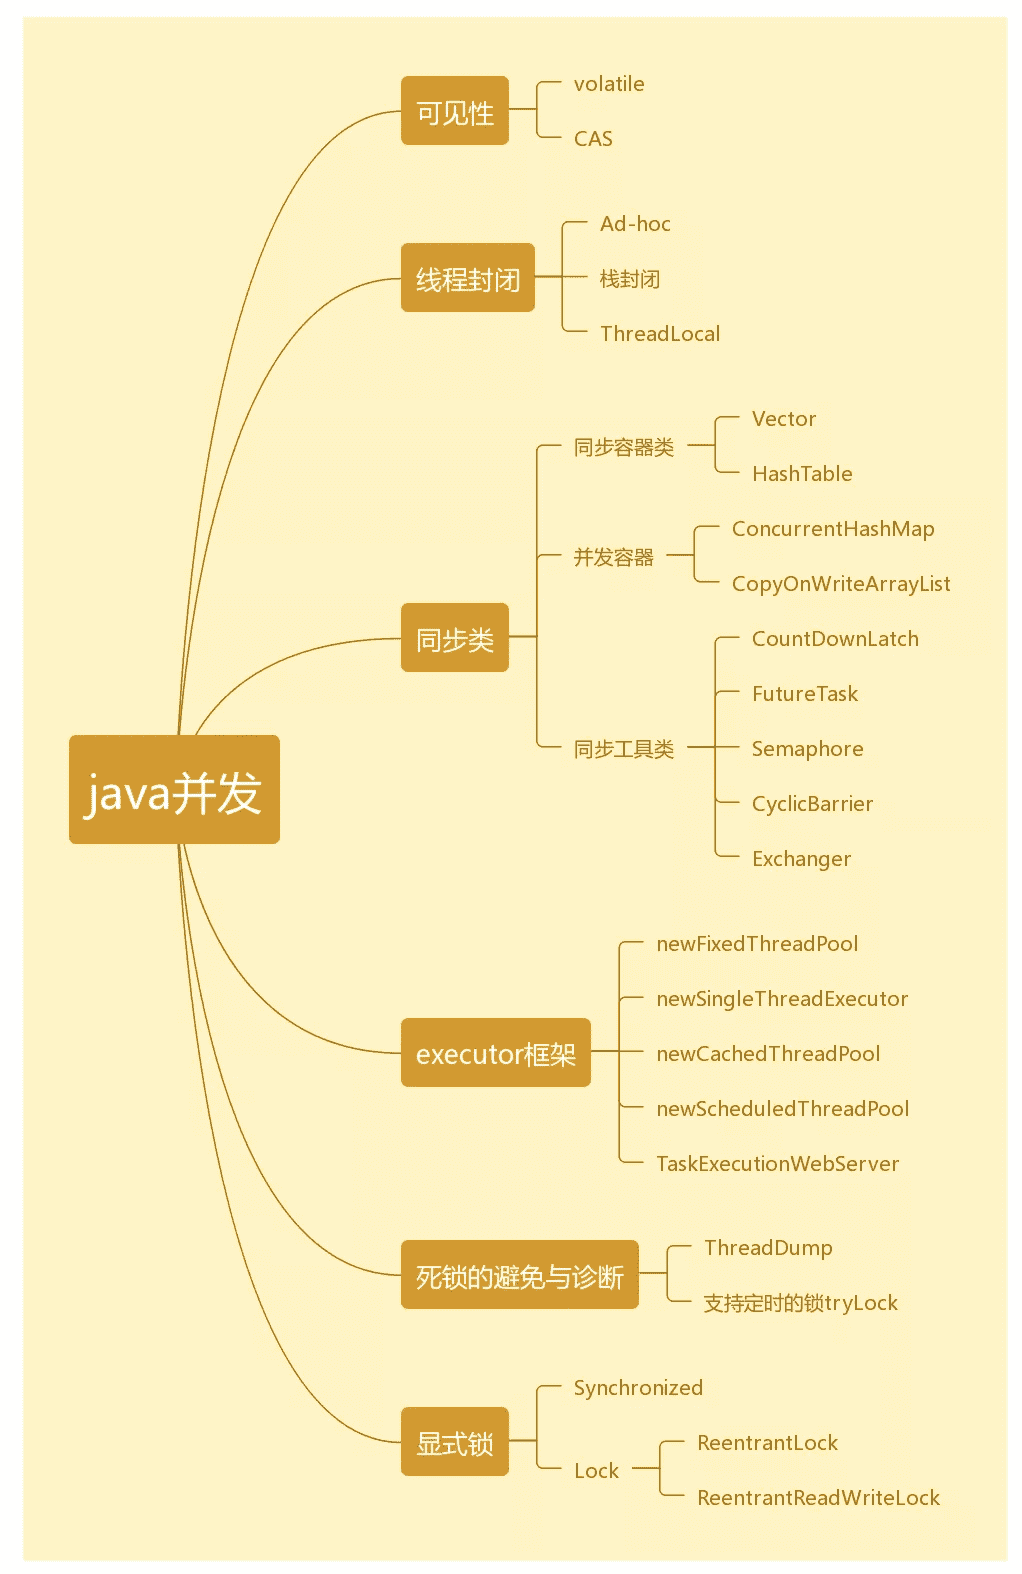 java并发
可见性
volatile
CAS
线程封闭
Ad-hoc
栈封闭
ThreadLocal
同步类
同步容器类
Vector
HashTable
并发容器
ConcurrentHashMap
CopyOnWriteArrayList
同步工具类
CountDownLatch
FutureTask
Semaphore
CyclicBarrier
Exchanger
executor框架
newFixedThreadPool
newSingleThreadExecutor
newCachedThreadPool
newScheduledThreadPool
TaskExecutionWebServer
死锁的避免与诊断
ThreadDump
支持定时的锁tryLock
显式锁
Synchronized
Lock
ReentrantLock
ReentrantReadWriteLock